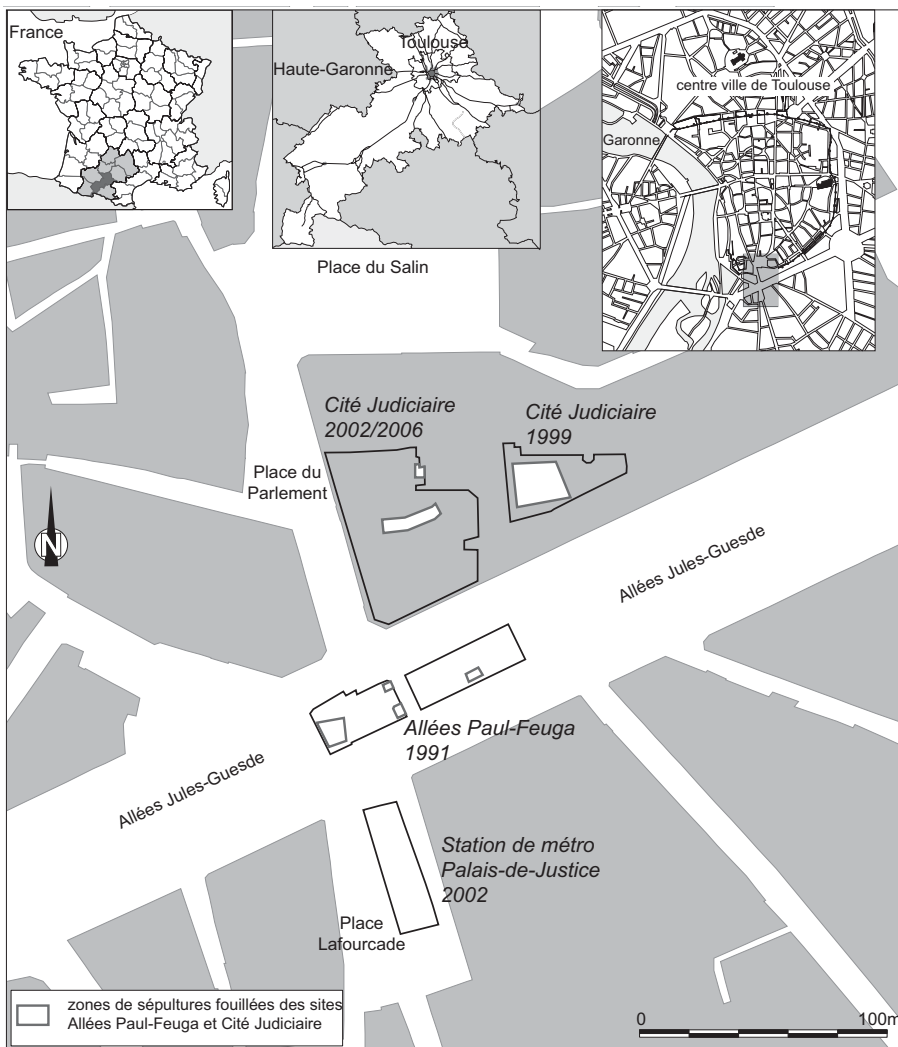 France
Toulouse
Haute-Garonne
centre ville de Toulouse
Garonne
Place du Salin
Cité Judiciaire
2002/2006
Cité Judiciaire
1999
Place du
Parlement
N
Allées Jules-Guesde
Allées Paul-Feuga
1991
Allées Jules-Guesde
Station de métro
Palais-de-Justice
2002
Place
Lafourcade
zones de sépultures fouillées des sites
Allées Paul-Feuga et Cité Judiciaire
0 100m